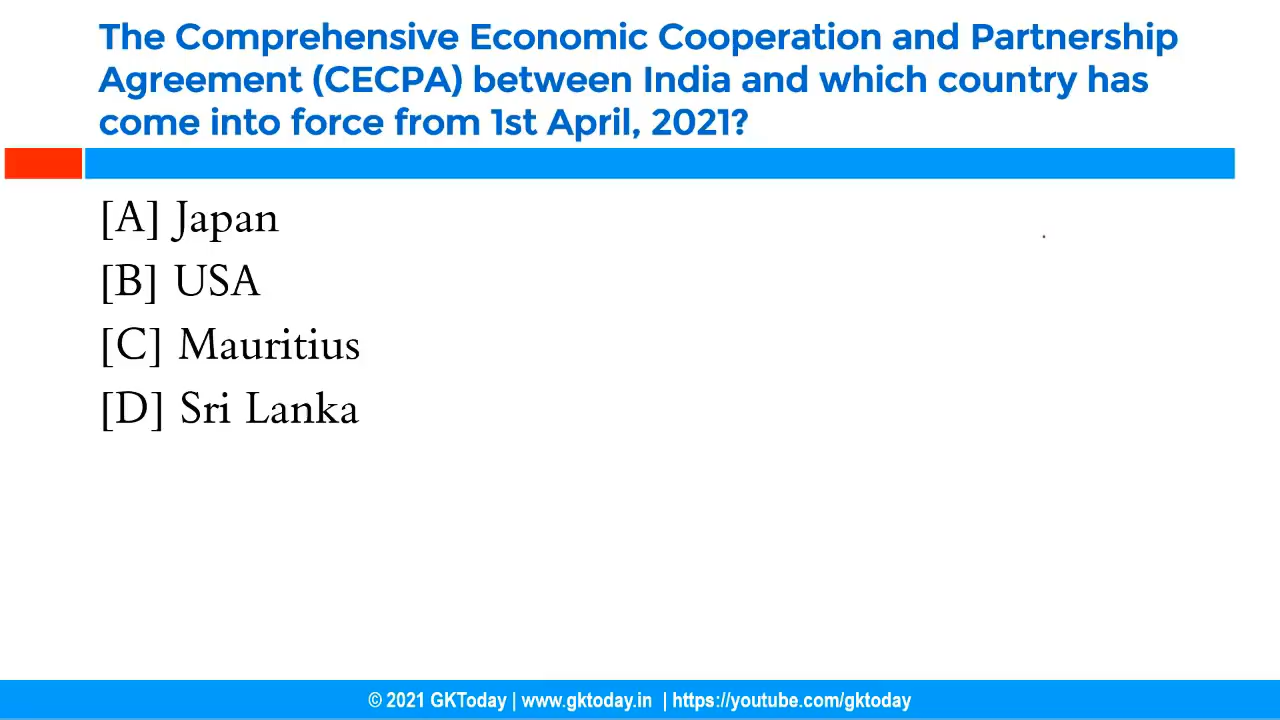 The Comprehensive Economic Cooperation and Partnership
Agreement (CECPA) between India and which country has
come into force from 1st April, 2021?
[A] Japan
[B] USA
[C] Mauritius
[D] Sri Lanka
© 2021 GKToday | www.gktoday.in | https://youtube.com/gktoday